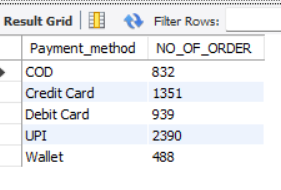 Result Grid Filter Rows:
Payment_method NO_OF_ORDER
COD 832
Credit Card 1351
Debit Card 939
UPI 2390
Wallet 488